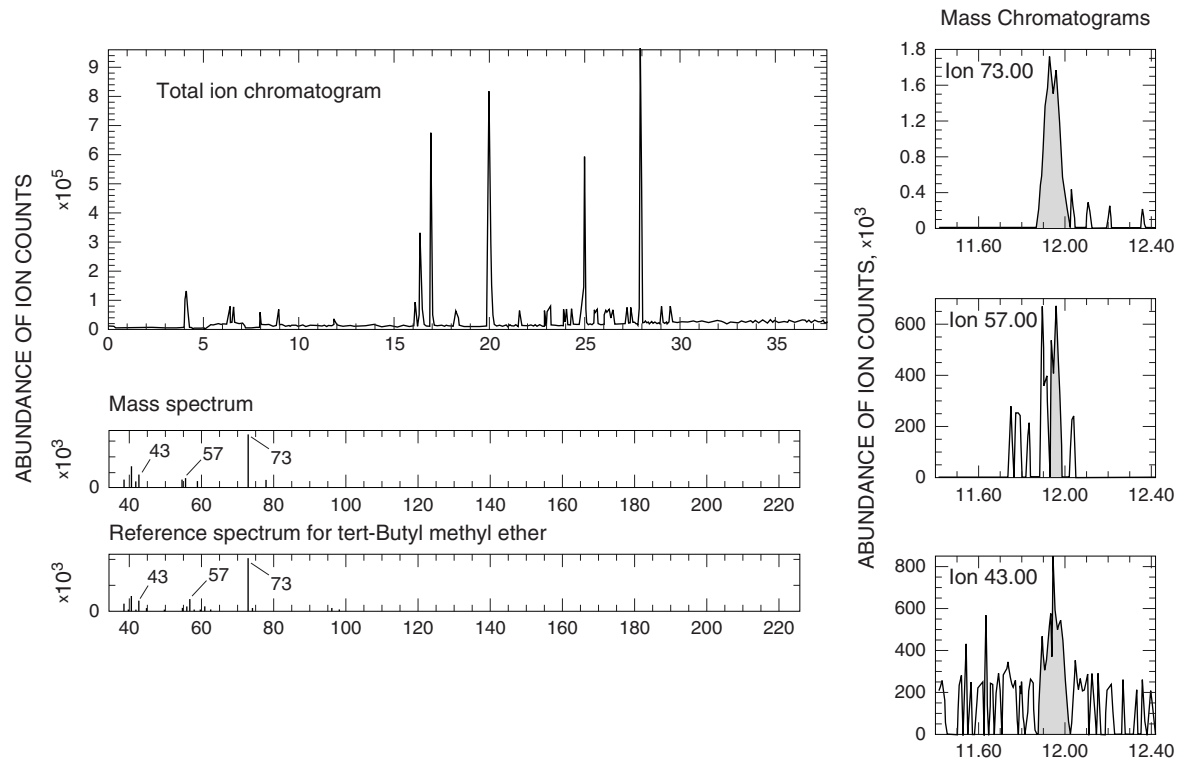 Mass Chromatograms
ABUNDANCE OF ION COUNTS
×10⁵
Total ion chromatogram
9
8
7
6
5
4
3
2
1
0
0 5 10 15 20 25 30 35
Mass spectrum
×10³
0
43 57 73
40 60 80 100 120 140 160 180 200 220
Reference spectrum for tert-Butyl methyl ether
×10³
0
43 57 73
40 60 80 100 120 140 160 180 200 220
ABUNDANCE OF ION COUNTS, ×10³
Ion 73.00
1.8
1.6
1.2
0.8
0.4
0
11.60 12.00 12.40
Ion 57.00
600
400
200
0
11.60 12.00 12.40
Ion 43.00
800
600
400
200
0
11.60 12.00 12.40